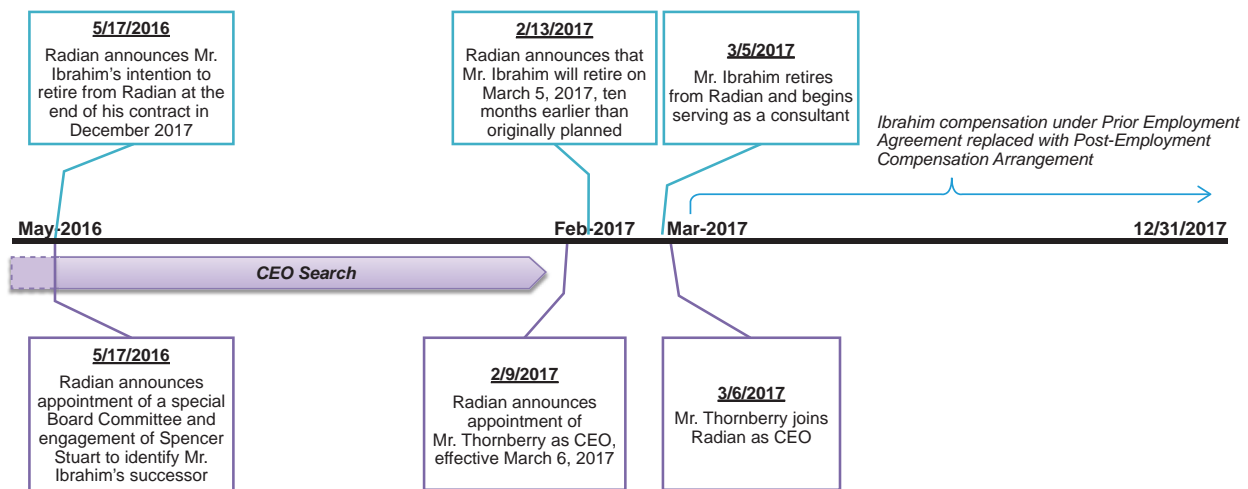 5/17/2016
Radian announces Mr.
Ibrahim’s intention to
retire from Radian at the
end of his contract in
December 2017
2/13/2017
Radian announces that
Mr. Ibrahim will retire on
March 5, 2017, ten
months earlier than
originally planned
3/5/2017
Mr. Ibrahim retires
from Radian and begins
serving as a consultant
Ibrahim compensation under Prior Employment
Agreement replaced with Post-Employment
Compensation Arrangement
May-2016
Feb-2017
Mar-2017
12/31/2017
CEO Search
5/17/2016
Radian announces
appointment of a special
Board Committee and
engagement of Spencer
Stuart to identify Mr.
Ibrahim’s successor
2/9/2017
Radian announces
appointment of
Mr. Thornberry as CEO,
effective March 6, 2017
3/6/2017
Mr. Thornberry joins
Radian as CEO